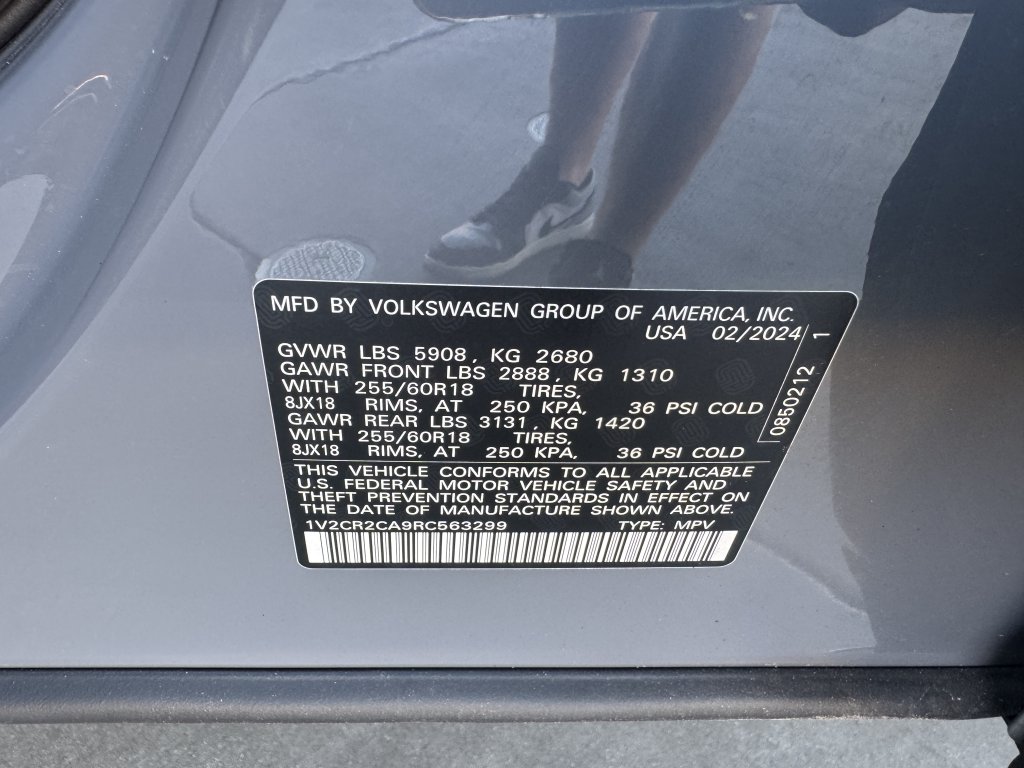 MFD BY VOLKSWAGEN GROUP OF AMERICA, INC.
USA 02/2024
GVWR LBS 5908, KG 2680
GAWR FRONT LBS 2888, KG 1310
WITH 255/60R18 TIRES,
8JX18 RIMS, AT 250 KPA, 36 PSI COLD
GAWR REAR LBS 3131, KG 1420
WITH 255/60R18 TIRES,
8JX18 RIMS, AT 250 KPA, 36 PSI COLD
THIS VEHICLE CONFORMS TO ALL APPLICABLE
U.S. FEDERAL MOTOR VEHICLE SAFETY AND
THEFT PREVENTION STANDARDS IN EFFECT ON
THE DATE OF MANUFACTURE SHOWN ABOVE.
1V2CR2CA9RC563299 TYPE: MPV
0850212 1